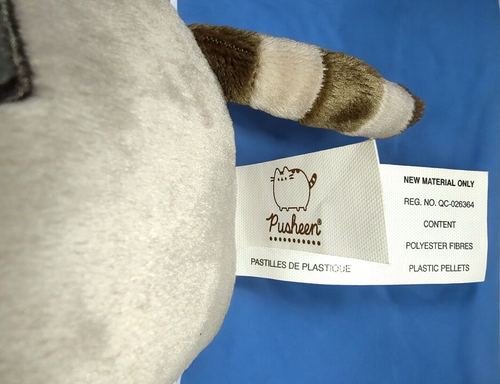 Pusheen®
PASTILLES DE PLASTIQUE
NEW MATERIAL ONLY
REG. NO. QC-026364
CONTENT
POLYESTER FIBRES
PLASTIC PELLETS